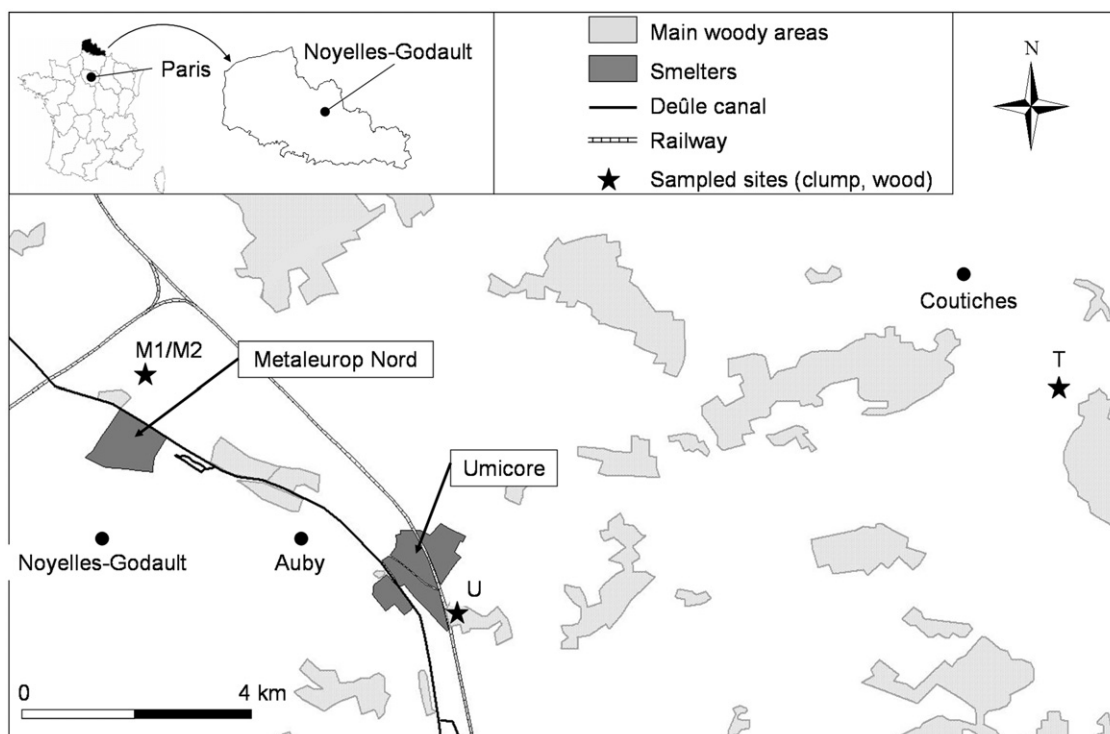 Paris
Noyelles-Godault
Main woody areas
Smelters
Deûle canal
Railway
Sampled sites (clump, wood)
N
Coutiches
M1/M2
Metaleurop Nord
T
Umicore
Noyelles-Godault
Auby
U
0 4 km